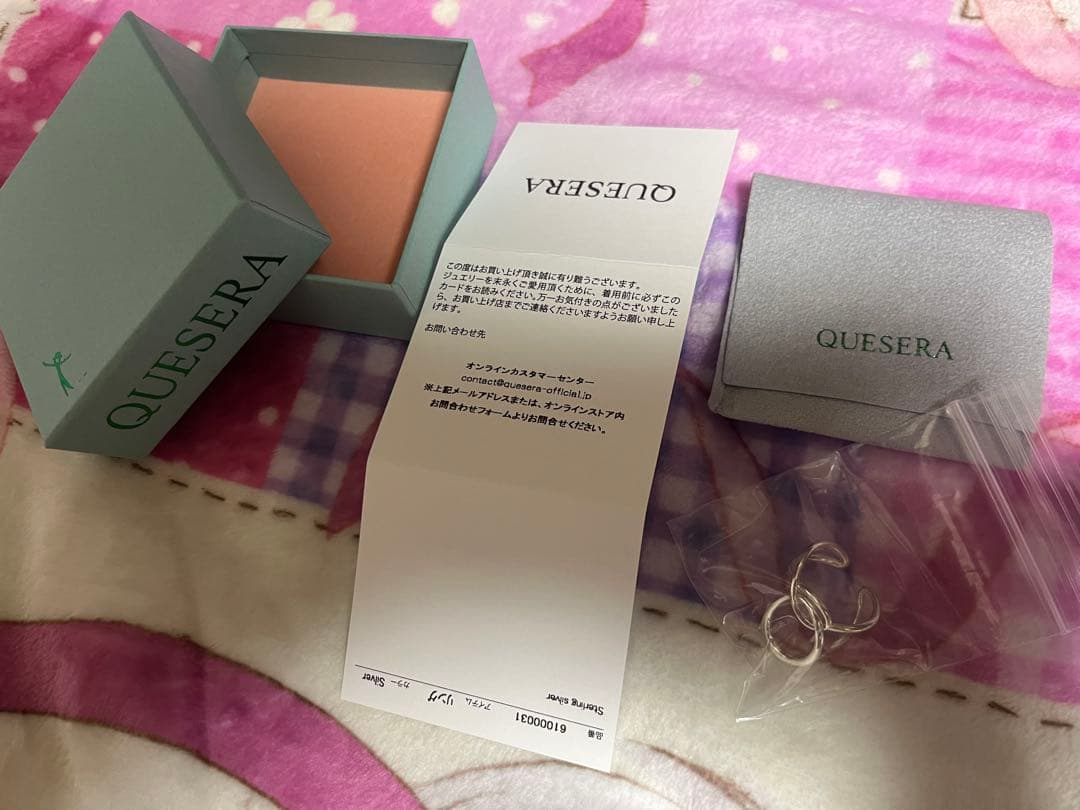 QUESERA
QUESERA
この度はお買い上げ頂き誠に有り難うございます。
ジュエリーを末永くご愛用頂くために、着用前に必ずこの
カードをお読みください。万一お気付きの点がございました
ら、お買い上げ店までご連絡くださいますようお願い申し上
げます。
お問い合わせ先
オンラインカスタマーセンター
contact@quesera-official.jp
※上記メールアドレスまたは、オンラインストア内
お問合わせフォームよりお問合せください。
品番 61000031
アイテム リング
カラー Silver
Sterling silver
QUESERA